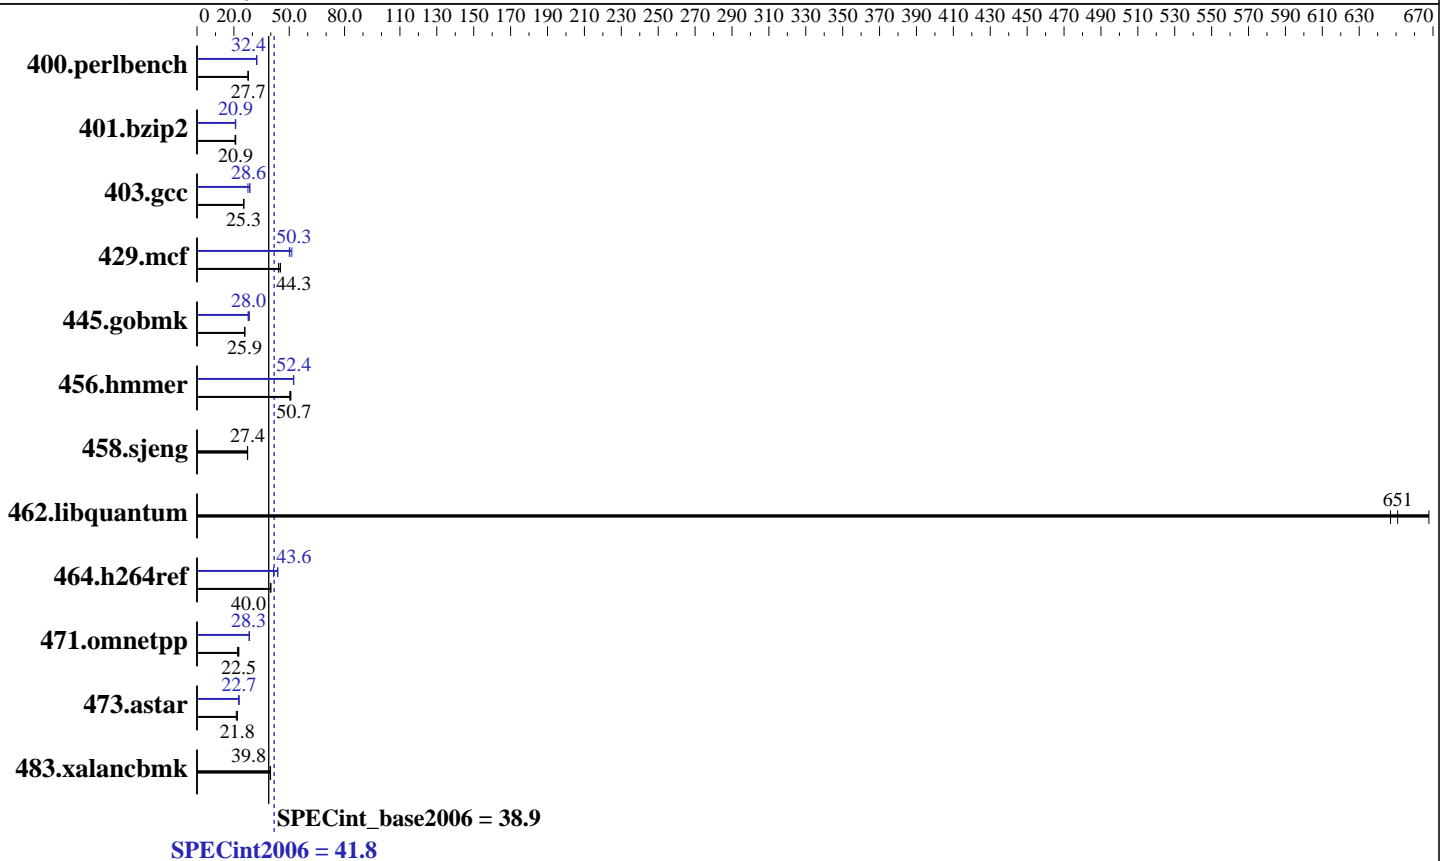 0 20.0 50.0 80.0 110 130 150 170 190 210 230 250 270 290 310 330 350 370 390 410 430 450 470 490 510 530 550 570 590 610 630 670
400.perlbench
32.4
27.7
401.bzip2
20.9
20.9
403.gcc
28.6
25.3
429.mcf
50.3
44.3
445.gobmk
28.0
25.9
456.hmmer
52.4
50.7
458.sjeng
27.4
462.libquantum
651
464.h264ref
43.6
40.0
471.omnetpp
28.3
22.5
473.astar
22.7
21.8
483.xalancbmk
39.8
SPECint_base2006 = 38.9
SPECint2006 = 41.8